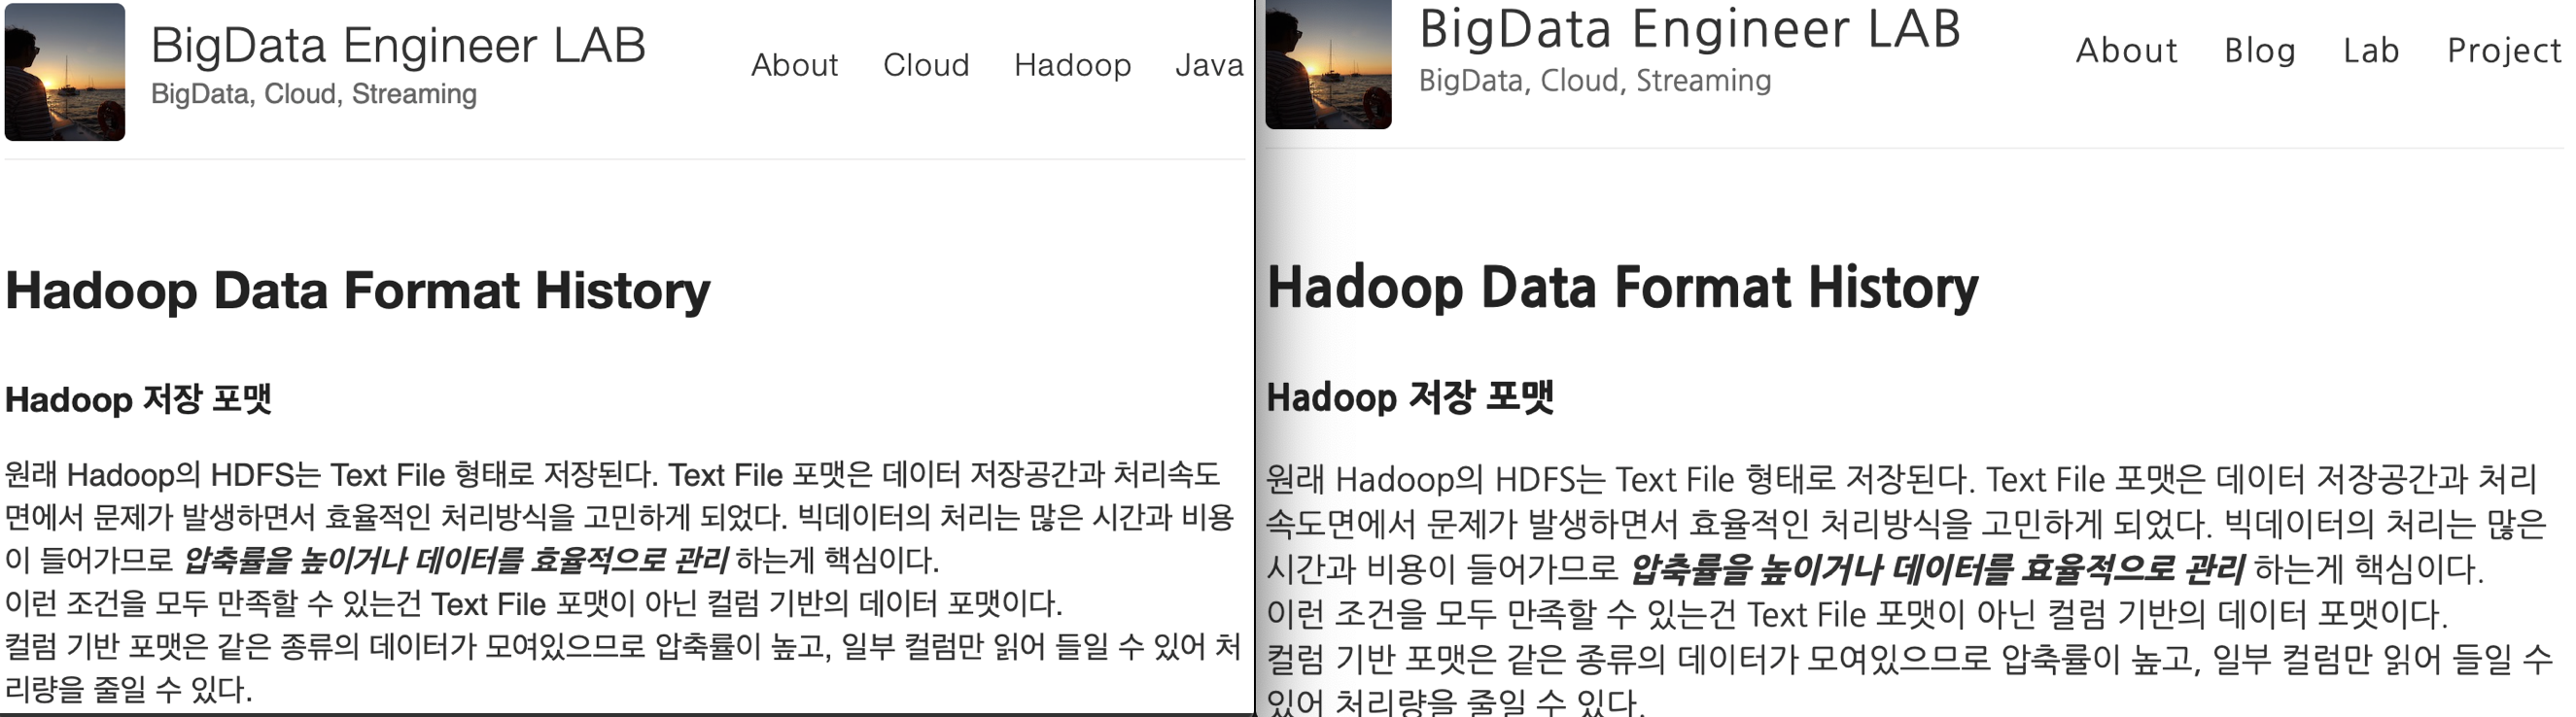 BigData Engineer LAB
BigData, Cloud, Streaming
About Cloud Hadoop Java
Hadoop Data Format History
Hadoop 저장 포맷
원래 Hadoop의 HDFS는 Text File 형태로 저장된다. Text File 포맷은 데이터 저장공간과 처리속도
면에서 문제가 발생하면서 효율적인 처리방식을 고민하게 되었다. 빅데이터의 처리는 많은 시간과 비용
이 들어가므로 압축률을 높이거나 데이터를 효율적으로 관리 하는게 핵심이다.
이런 조건을 모두 만족할 수 있는건 Text File 포맷이 아닌 컬럼 기반의 데이터 포맷이다.
컬럼 기반 포맷은 같은 종류의 데이터가 모여있으므로 압축률이 높고, 일부 컬럼만 읽어 들일 수 있어 처
리량을 줄일 수 있다.
BigData Engineer LAB
BigData, Cloud, Streaming
About Blog Lab Project
Hadoop Data Format History
Hadoop 저장 포맷
원래 Hadoop의 HDFS는 Text File 형태로 저장된다. Text File 포맷은 데이터 저장공간과 처리
속도면에서 문제가 발생하면서 효율적인 처리방식을 고민하게 되었다. 빅데이터의 처리는 많은
시간과 비용이 들어가므로 압축률을 높이거나 데이터를 효율적으로 관리 하는게 핵심이다.
이런 조건을 모두 만족할 수 있는건 Text File 포맷이 아닌 컬럼 기반의 데이터 포맷이다.
컬럼 기반 포맷은 같은 종류의 데이터가 모여있으므로 압축률이 높고, 일부 컬럼만 읽어 들일 수
있어 처리량을 줄일 수 있다.